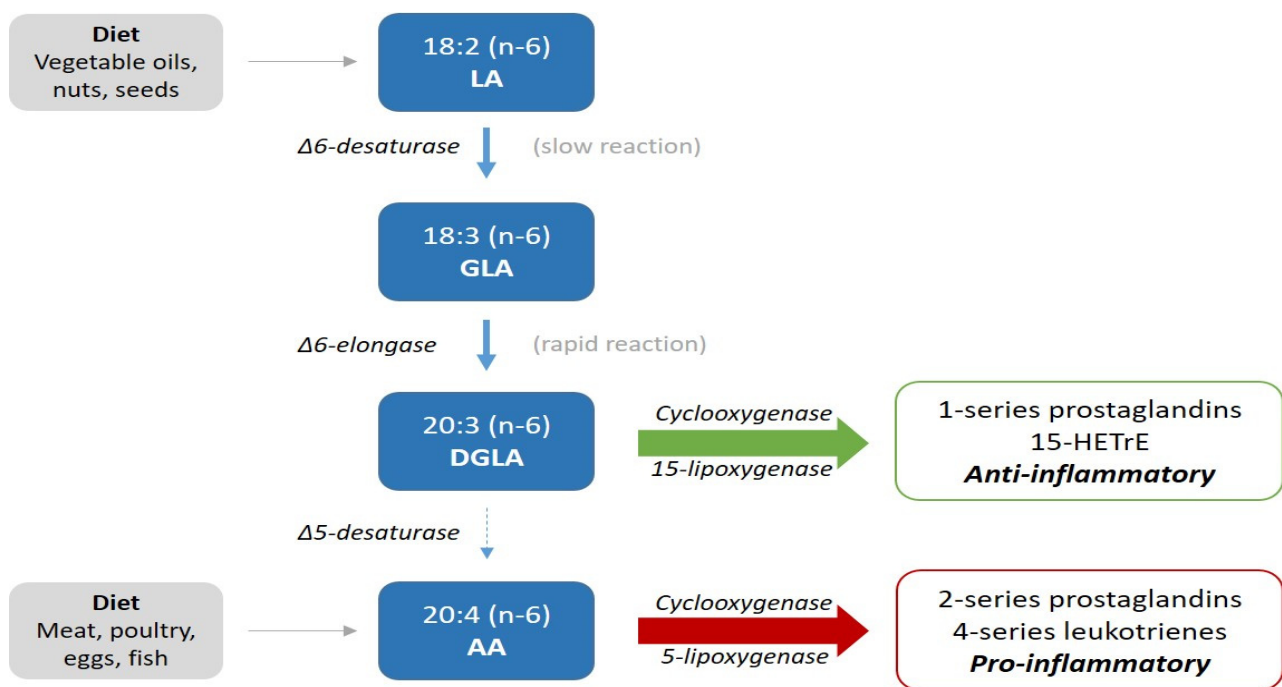 Diet
Vegetable oils,
nuts, seeds
18:2 (n-6)
LA
Δ6-desaturase
(slow reaction)
18:3 (n-6)
GLA
Δ6-elongase
(rapid reaction)
20:3 (n-6)
DGLA
Cyclooxygenase
15-lipoxygenase
1-series prostaglandins
15-HETrE
Anti-inflammatory
Δ5-desaturase
Diet
Meat, poultry,
eggs, fish
20:4 (n-6)
AA
Cyclooxygenase
5-lipoxygenase
2-series prostaglandins
4-series leukotrienes
Pro-inflammatory